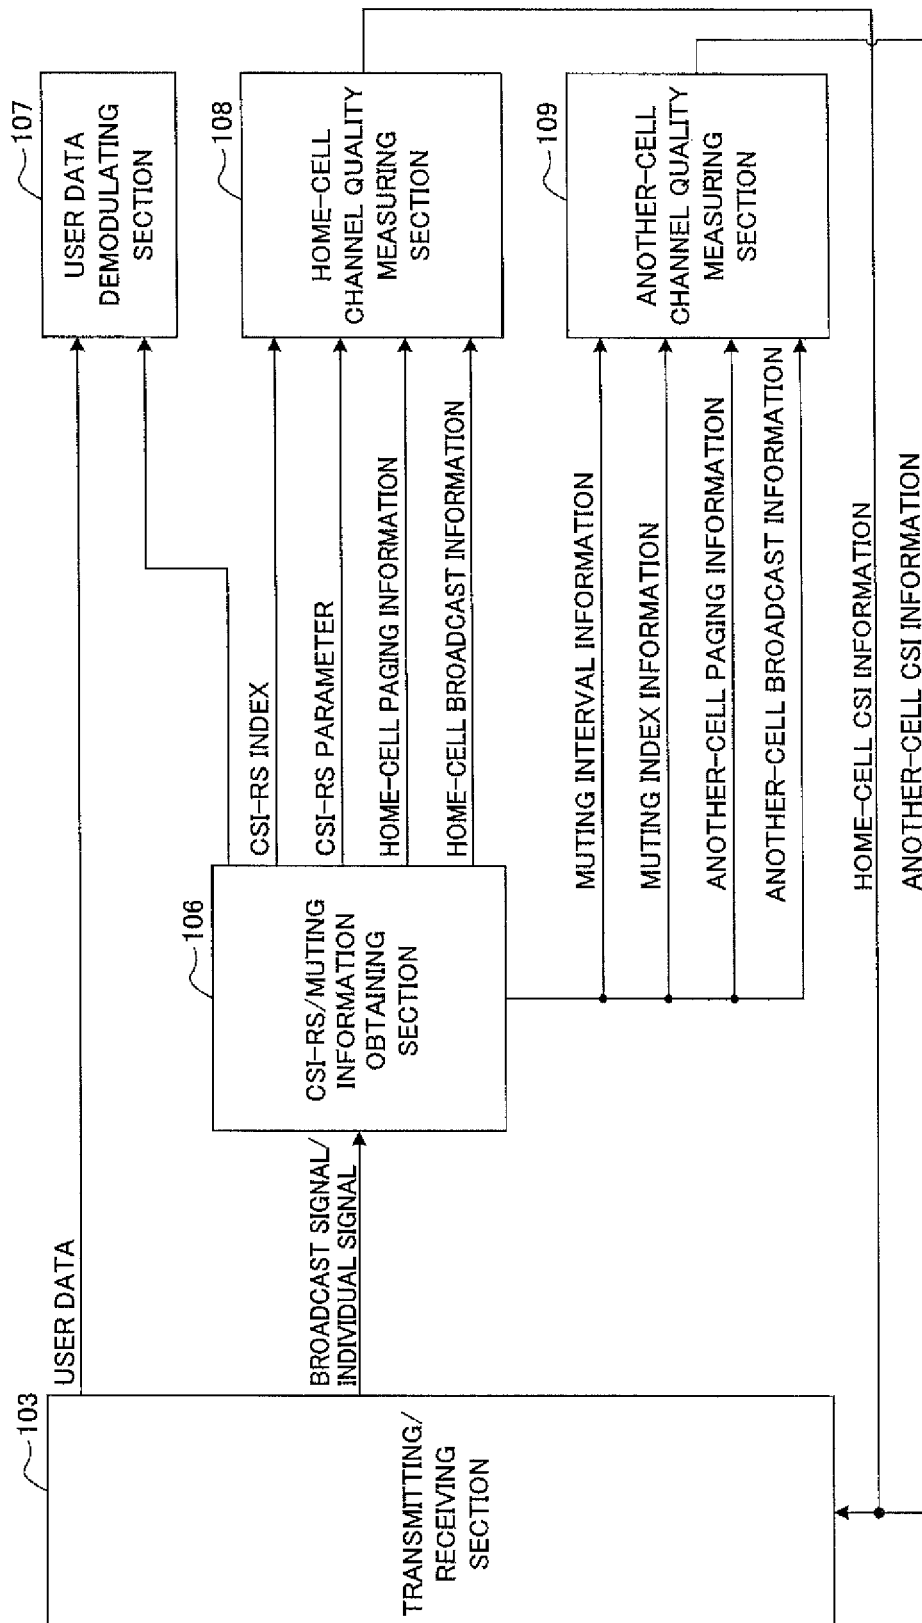 103
TRANSMITTING/
RECEIVING
SECTION
USER DATA
BROADCAST SIGNAL/
INDIVIDUAL SIGNAL
106
CSI-RS/MUTING
INFORMATION
OBTAINING
SECTION
CSI-RS INDEX
CSI-RS PARAMETER
HOME-CELL PAGING INFORMATION
HOME-CELL BROADCAST INFORMATION
MUTING INTERVAL INFORMATION
MUTING INDEX INFORMATION
ANOTHER-CELL PAGING INFORMATION
ANOTHER-CELL BROADCAST INFORMATION
HOME-CELL CSI INFORMATION
ANOTHER-CELL CSI INFORMATION
107
USER DATA
DEMODULATING
SECTION
108
HOME-CELL
CHANNEL QUALITY
MEASURING
SECTION
109
ANOTHER-CELL
CHANNEL QUALITY
MEASURING
SECTION